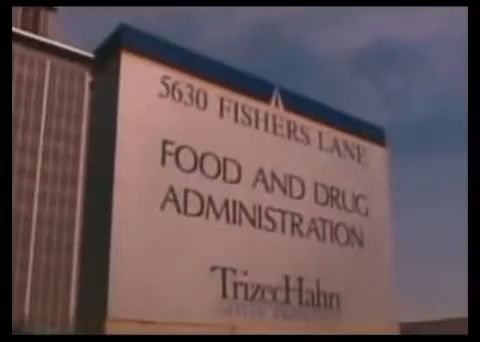 5630 FISHERS LANE
FOOD AND DRUG
ADMINISTRATION
TrizecHahn